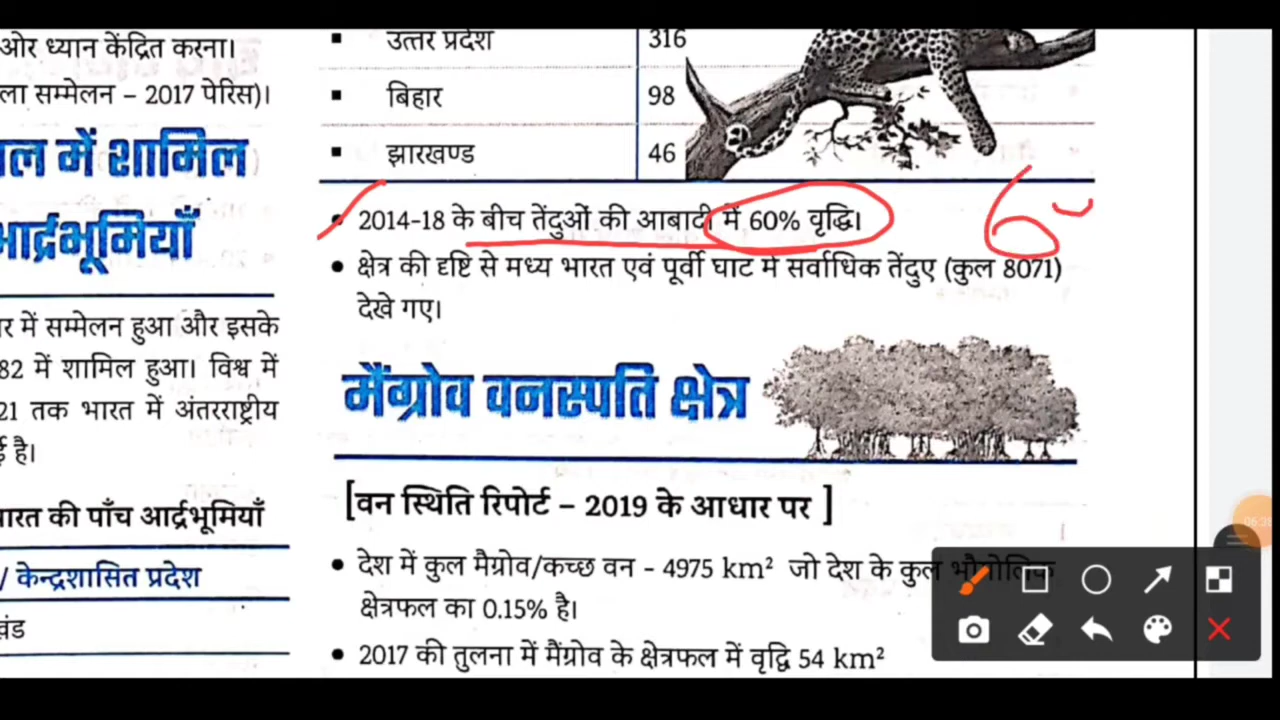 ओर ध्यान केंद्रित करना।
ला सम्मेलन – 2017 पेरिस)।
ल में शामिल
आर्द्रभूमियाँ
र में सम्मेलन हुआ और इसके
82 में शामिल हुआ। विश्व में
21 तक भारत में अंतरराष्ट्रीय
ई है।
ारत की पाँच आर्द्रभूमियाँ
/ केन्द्रशासित प्रदेश
खंड
▪ उत्तर प्रदेश 316
▪ बिहार 98
▪ झारखण्ड 46
• 2014-18 के बीच तेंदुओं की आबादी में 60% वृद्धि।
• क्षेत्र की दृष्टि से मध्य भारत एवं पूर्वी घाट में सर्वाधिक तेंदुए (कुल 8071)
देखे गए।
मैंग्रोव वनस्पति क्षेत्र
[वन स्थिति रिपोर्ट – 2019 के आधार पर ]
• देश में कुल मैग्रोव/कच्छ वन - 4975 km² जो देश के कुल भौगोलिक
क्षेत्रफल का 0.15% है।
• 2017 की तुलना में मैंग्रोव के क्षेत्रफल में वृद्धि 54 km²